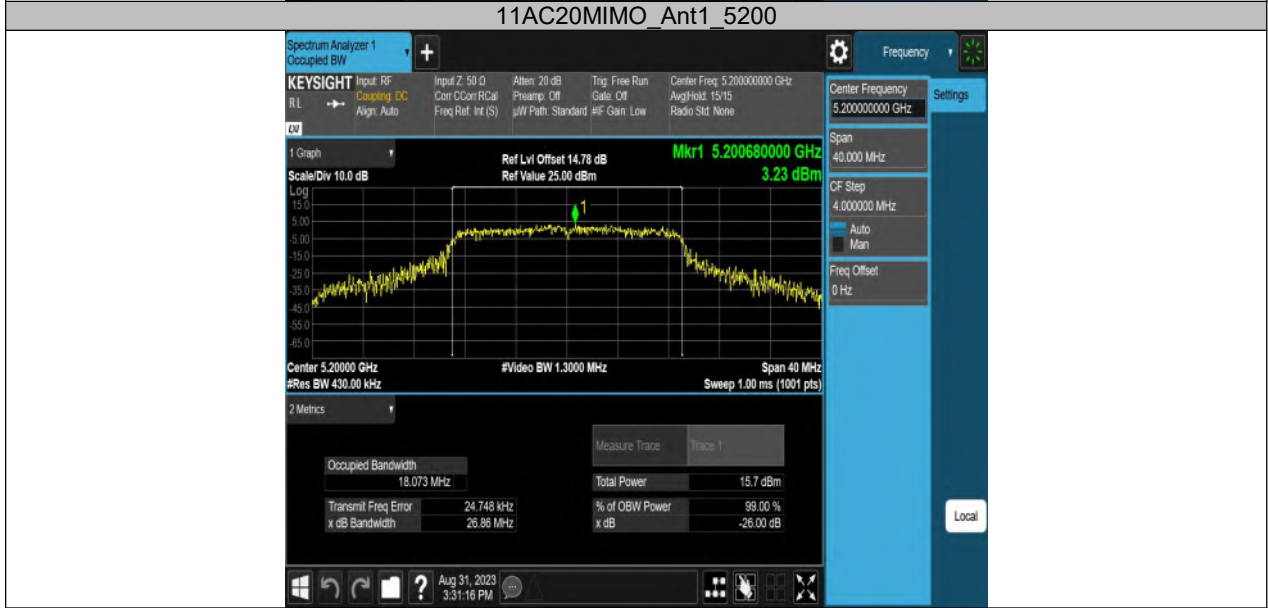 11AC20MIMO_Ant1_5200
Spectrum Analyzer 1
Occupied BW
+
Frequency
KEYSIGHT
Input: RF
Input Z: 50 Ω
Atten: 20 dB
Trig: Free Run
Center Freq: 5.200000000 GHz
RL
Coupling: DC
Corr CCorr RCal
Preamp: Off
Gate: Off
Avg|Hold: 15/15
Align: Auto
Freq Ref: Int (S)
µW Path: Standard
#IF Gain: Low
Radio Std: None
Center Frequency
5.200000000 GHz
Settings
Span
40.000 MHz
CF Step
4.000000 MHz
Auto
Man
Freq Offset
0 Hz
1 Graph
Ref Lvl Offset 14.78 dB
Mkr1 5.200680000 GHz
Scale/Div 10.0 dB
Ref Value 25.00 dBm
3.23 dBm
Log
15.0
5.00
-5.00
-15.0
-25.0
-35.0
-45.0
-55.0
-65.0
1
Center 5.20000 GHz
#Video BW 1.3000 MHz
Span 40 MHz
#Res BW 430.00 kHz
Sweep 1.00 ms (1001 pts)
2 Metrics
Measure Trace
Trace 1
Occupied Bandwidth
18.073 MHz
Total Power
15.7 dBm
Transmit Freq Error
24.748 kHz
% of OBW Power
99.00 %
x dB Bandwidth
26.86 MHz
x dB
-26.00 dB
Local
?
Aug 31, 2023
3:31:16 PM